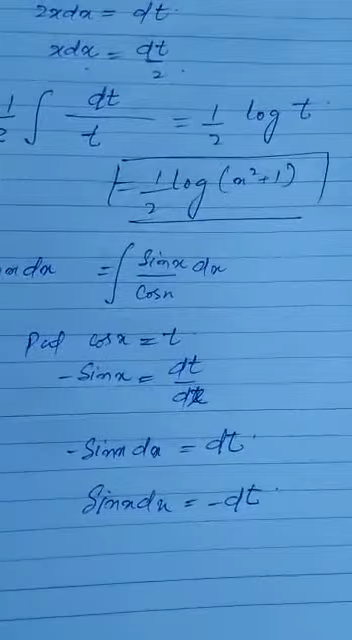 2xdx = dt
xdx = dt/2
1/2 ∫ dt/t = 1/2 log t
= 1/2 log (x²+1)
x dx = ∫ Sinx/Cosx dx
Put cosx = t
-Sinx = dt/dx
-Sinx dx = dt
Sinx dx = -dt